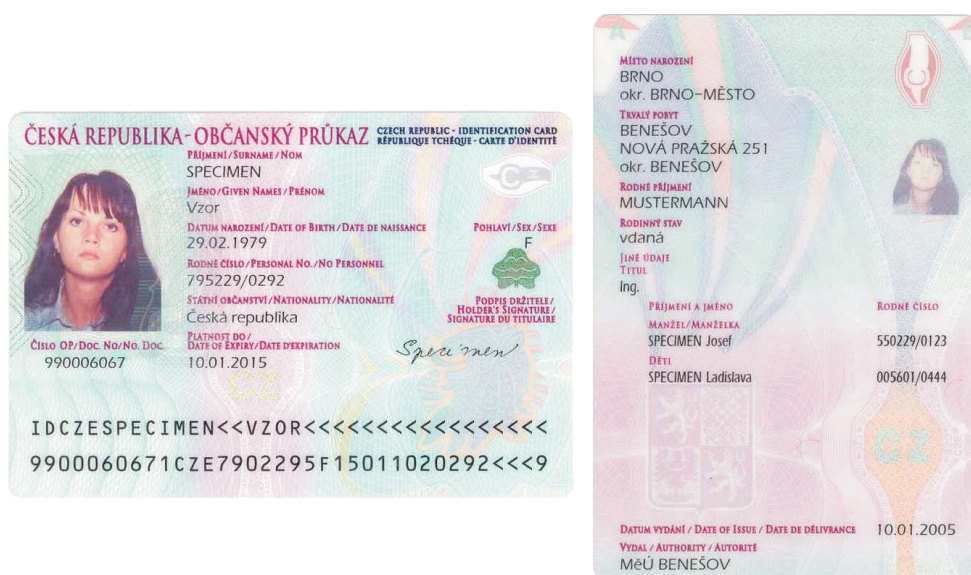 ČESKÁ REPUBLIKA - OBČANSKÝ PRŮKAZ
CZECH REPUBLIC - IDENTIFICATION CARD
RÉPUBLIQUE TCHÈQUE - CARTE D'IDENTITÉ
PŘÍJMENÍ / SURNAME / NOM
SPECIMEN
JMÉNO / GIVEN NAMES / PRÉNOM
Vzor
DATUM NAROZENÍ / DATE OF BIRTH / DATE DE NAISSANCE
29.02.1979
POHLAVÍ / SEX / SEXE
F
RODNÉ ČÍSLO / PERSONAL NO. / NO PERSONNEL
795229/0292
STÁTNÍ OBČANSTVÍ / NATIONALITY / NATIONALITÉ
Česká republika
PODPIS DRŽITELE /
HOLDER'S SIGNATURE /
SIGNATURE DU TITULAIRE
Specimen
PLATNOST DO /
DATE OF EXPIRY / DATE D'EXPIRATION
10.01.2015
ČÍSLO OP / DOC. NO / NO. DOC.
990006067
CZ
IDCZESPECIMEN<<VZOR<<<<<<<<<<<<<<<<<
9900060671CZE7902295F15011020292<<<9
MÍSTO NAROZENÍ
BRNO
okr. BRNO-MĚSTO
TRVALÝ POBYT
BENEŠOV
NOVÁ PRAŽSKÁ 251
okr. BENEŠOV
RODNÉ PŘÍJMENÍ
MUSTERMANN
RODINNÝ STAV
vdaná
JINÉ ÚDAJE
TITUL
Ing.
PŘÍJMENÍ A JMÉNO RODNÉ ČÍSLO
MANŽEL / MANŽELKA
SPECIMEN Josef 550229/0123
DĚTI
SPECIMEN Ladislava 005601/0444
CZ
DATUM VYDÁNÍ / DATE OF ISSUE / DATE DE DÉLIVRANCE 10.01.2005
VYDAL / AUTHORITY / AUTORITÉ
MěÚ BENEŠOV